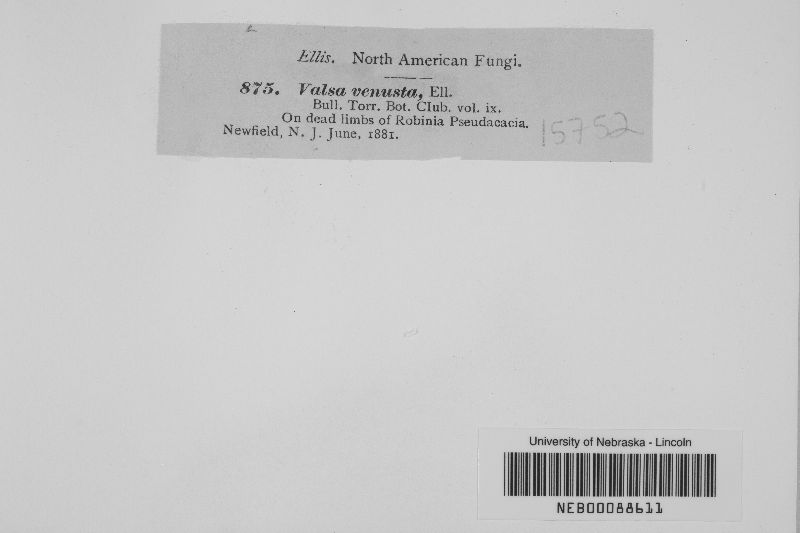 Ellis. North American Fungi.
875. Valsa venusta, Ell.
Bull. Torr. Bot. Club. vol. ix.
On dead limbs of Robinia Pseudacacia.
Newfield, N. J. June, 1881.
15752
University of Nebraska - Lincoln
NEB00088611